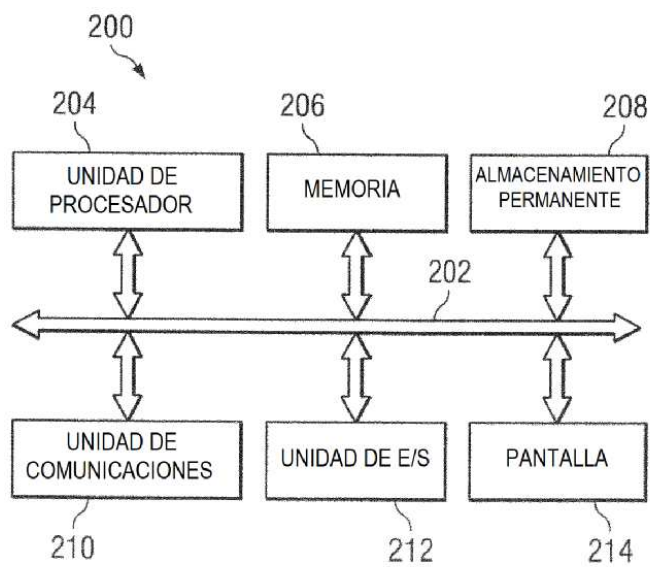 200
204
206
208
UNIDAD DE
PROCESADOR
MEMORIA
ALMACENAMIENTO
PERMANENTE
202
UNIDAD DE
COMUNICACIONES
UNIDAD DE E/S
PANTALLA
210
212
214